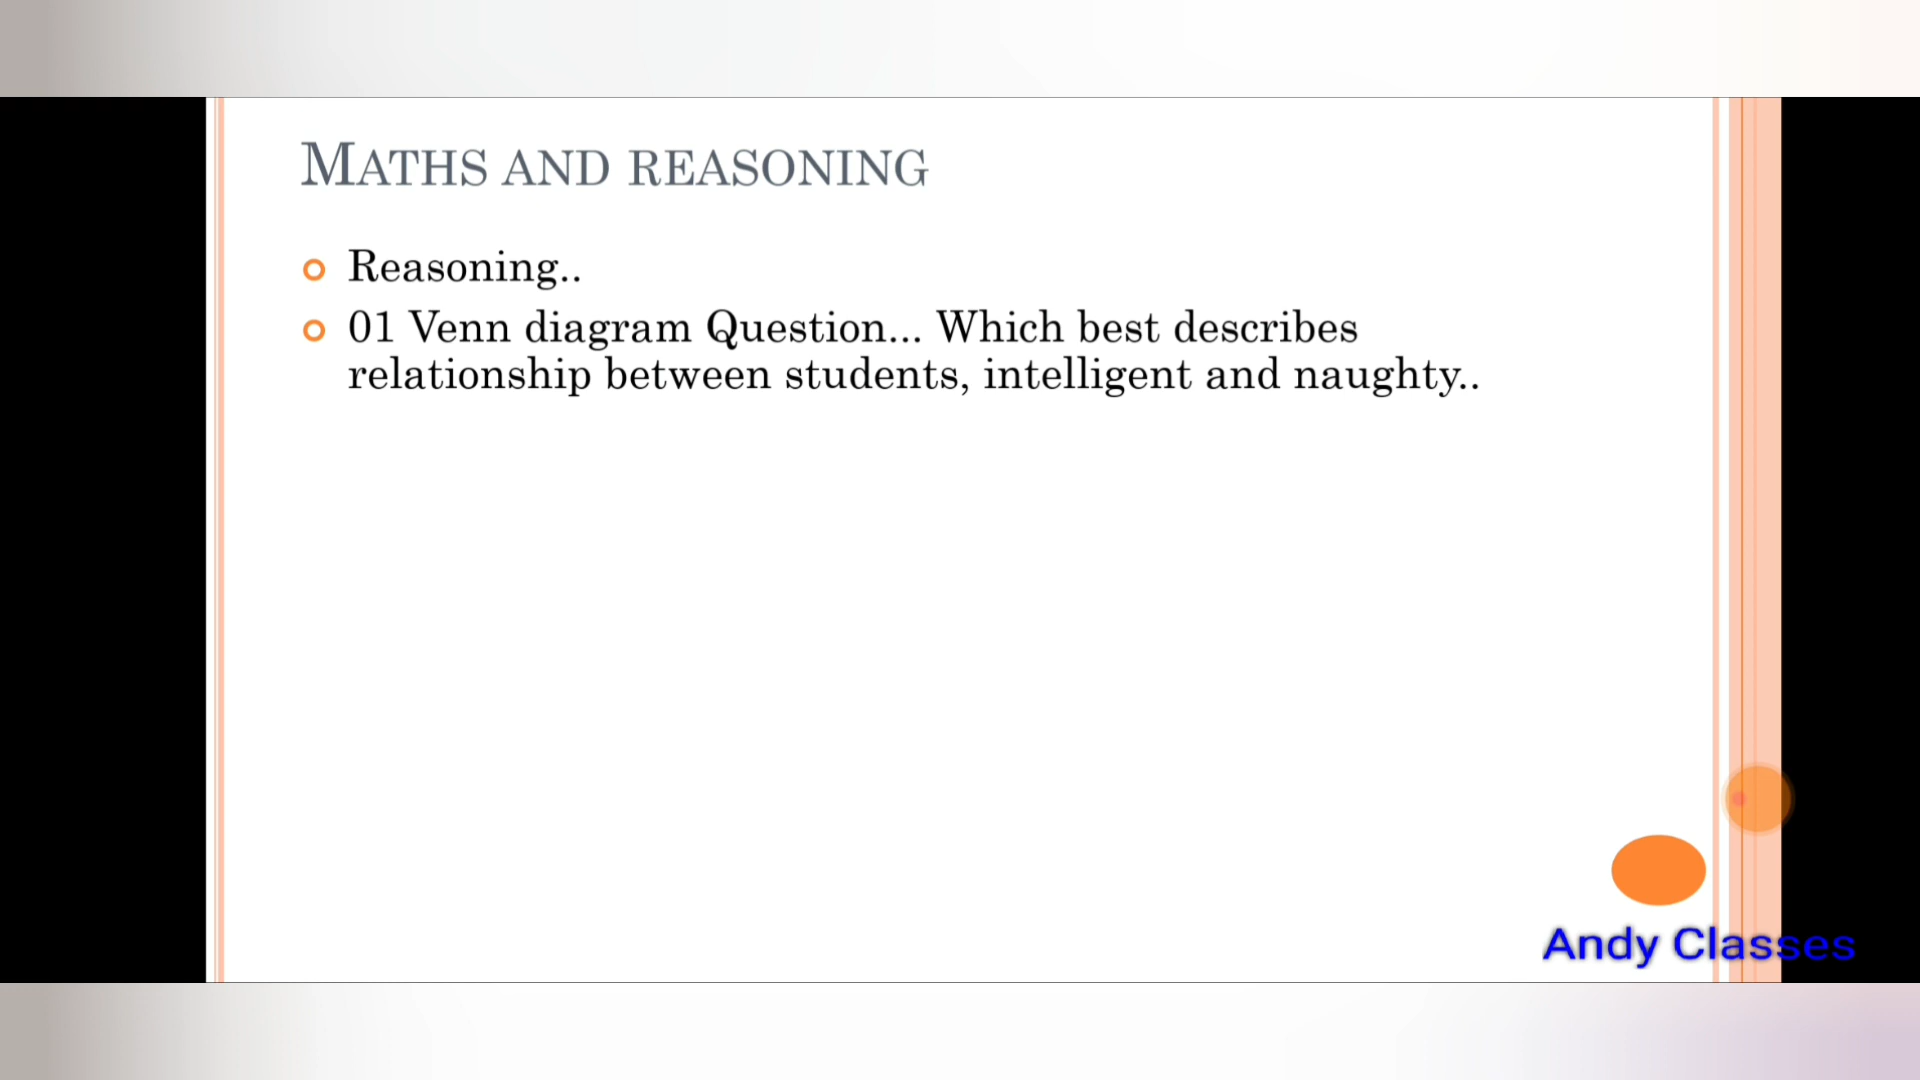 MATHS AND REASONING
Reasoning..
01 Venn diagram Question... Which best describes
relationship between students, intelligent and naughty..
Andy Classes